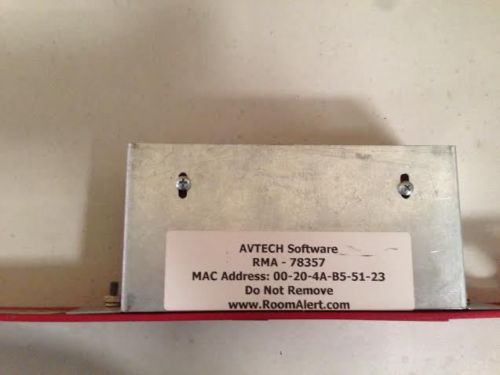 AVTECH Software
RMA - 78357
MAC Address: 00-20-4A-B5-51-23
Do Not Remove
www.RoomAlert.com